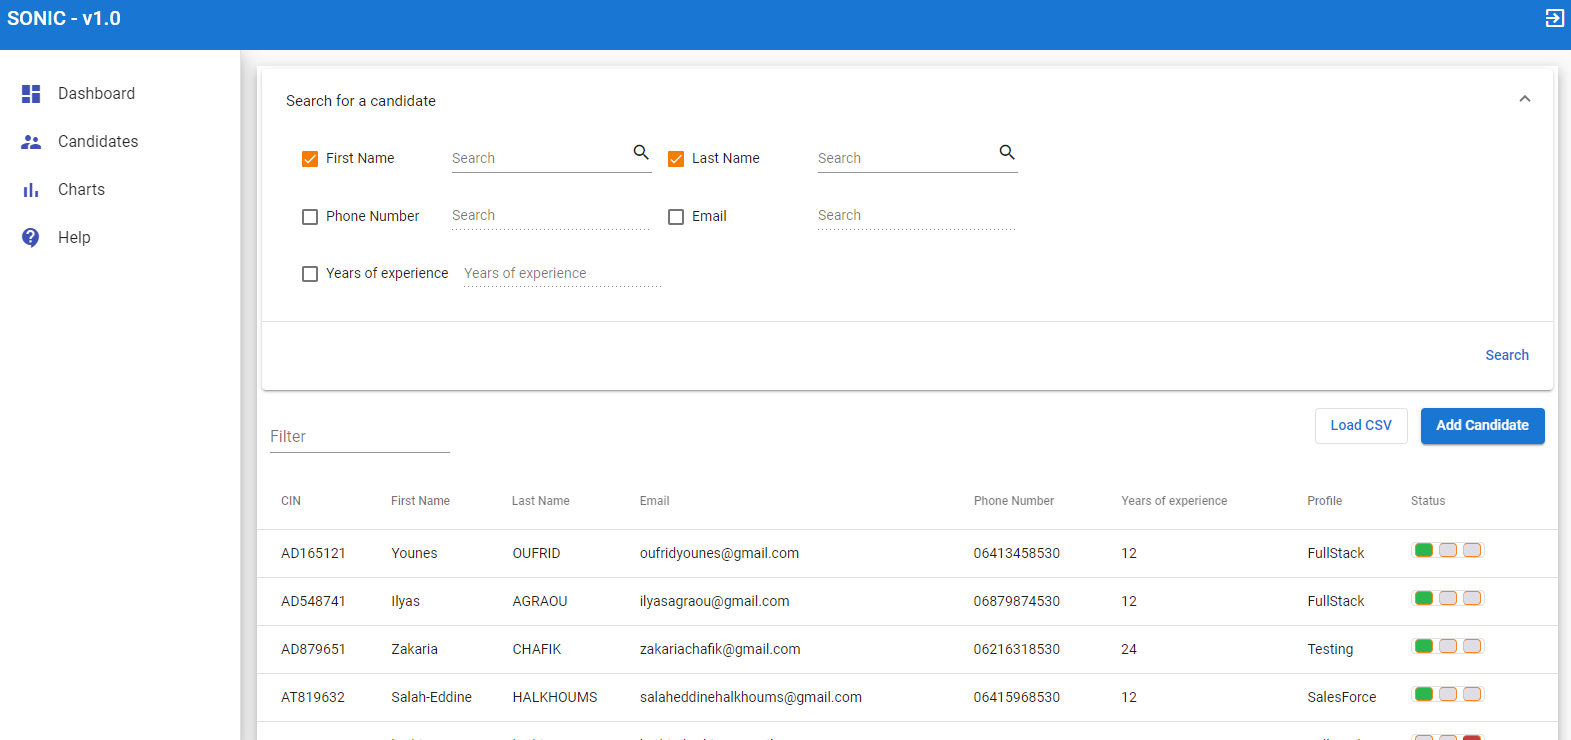 SONIC - v1.0
Dashboard
Candidates
Charts
Help
Search for a candidate
First Name Search Last Name Search
Phone Number Search Email Search
Years of experience Years of experience
Search
Filter
Load CSV Add Candidate
CIN First Name Last Name Email Phone Number Years of experience Profile Status
AD165121 Younes OUFRID oufridyounes@gmail.com 06413458530 12 FullStack
AD548741 Ilyas AGRAOU ilyasagraou@gmail.com 06879874530 12 FullStack
AD879651 Zakaria CHAFIK zakariachafik@gmail.com 06216318530 24 Testing
AT819632 Salah-Eddine HALKHOUMS salaheddinehalkhoums@gmail.com 06415968530 12 SalesForce